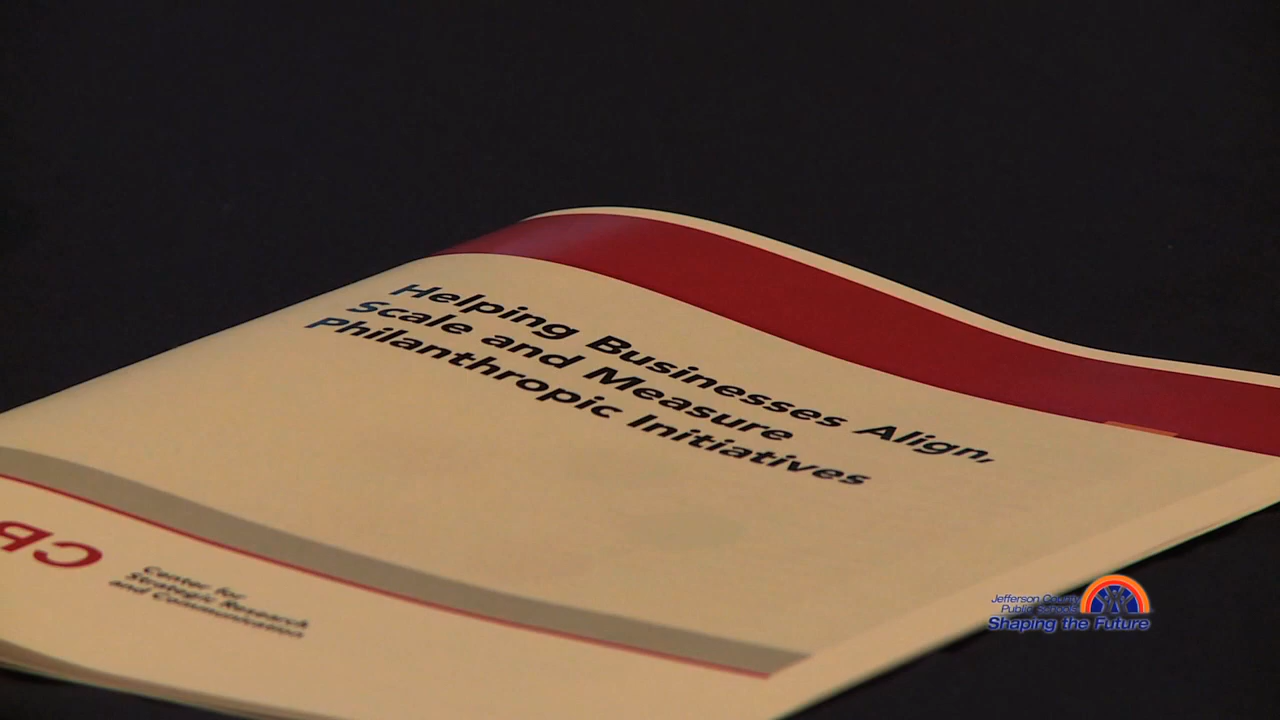 Helping Businesses Align,
Scale and Measure
Philanthropic Initiatives
CB
Center for
Strategic Research
and Communication
Jefferson County
Public Schools
Shaping the Future